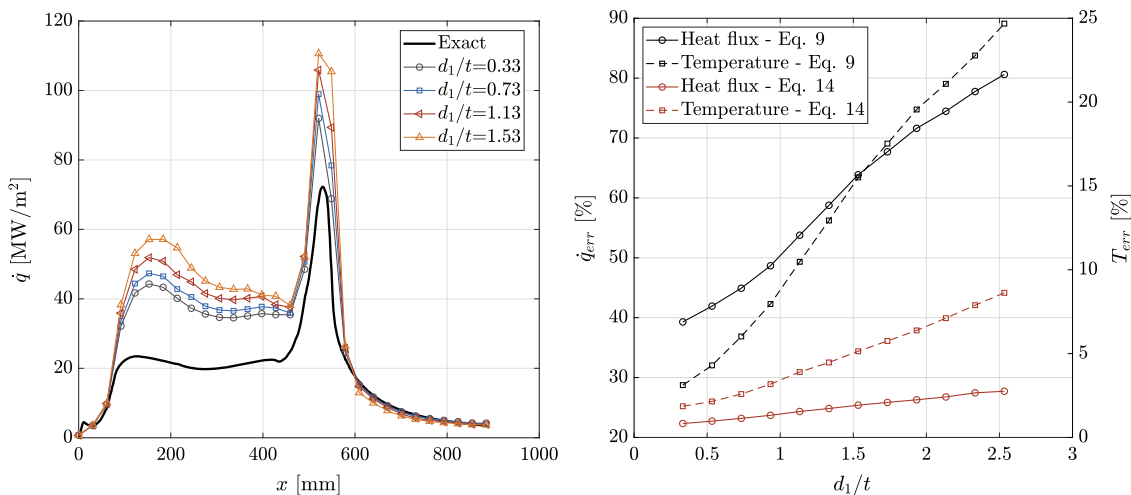 140
120
100
80
60
40
20
0
q̇ [MW/m²]
0
200
400
600
800
1000
x [mm]
Exact
d₁/t=0.33
d₁/t=0.73
d₁/t=1.13
d₁/t=1.53
90
80
70
60
50
40
30
20
q̇err [%]
0
0.5
1
1.5
2
2.5
3
d₁/t
25
20
15
10
5
0
Terr [%]
Heat flux - Eq. 9
Temperature - Eq. 9
Heat flux - Eq. 14
Temperature - Eq. 14